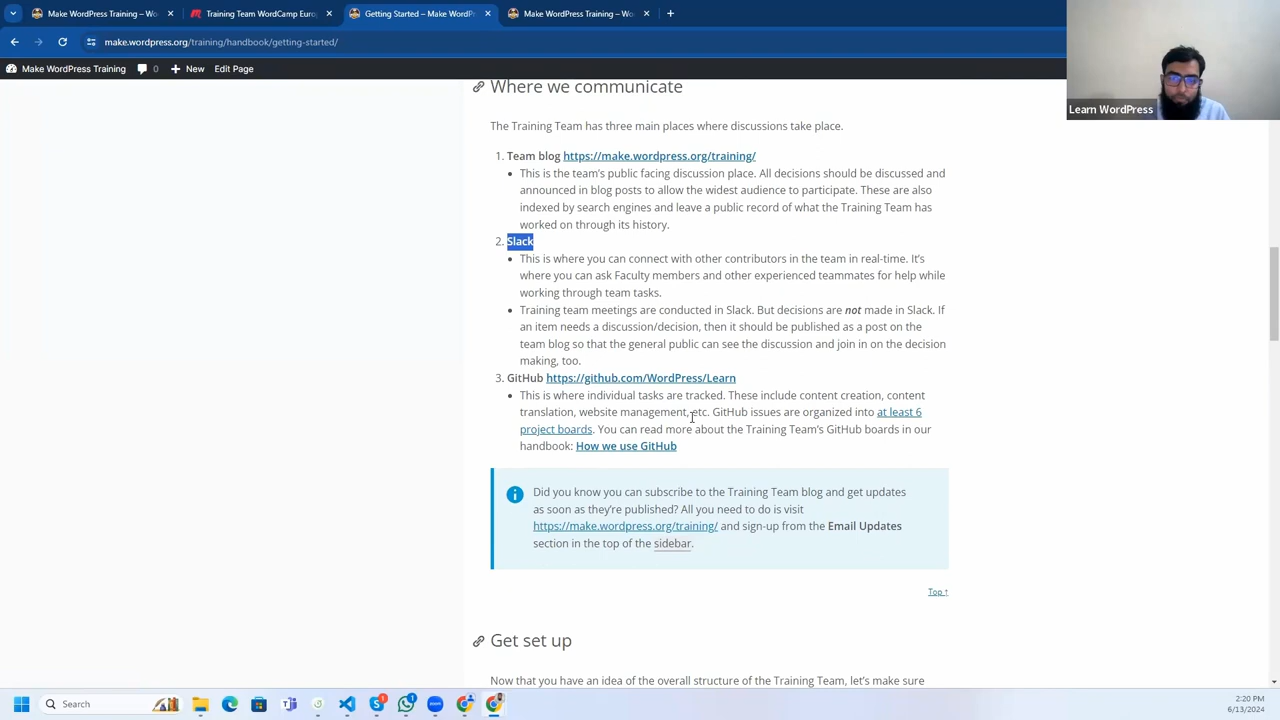 Make WordPress Training – Wo
Training Team WordCamp Euro
Getting Started – Make WordPr
Make WordPress Training – Wo
make.wordpress.org/training/handbook/getting-started/
Make WordPress Training
0
New
Edit Page
Learn WordPress
Where we communicate
The Training Team has three main places where discussions take place.
1. Team blog https://make.wordpress.org/training/
• This is the team's public facing discussion place. All decisions should be discussed and
announced in blog posts to allow the widest audience to participate. These are also
indexed by search engines and leave a public record of what the Training Team has
worked on through its history.
2. Slack
• This is where you can connect with other contributors in the team in real-time. It's
where you can ask Faculty members and other experienced teammates for help while
working through team tasks.
• Training team meetings are conducted in Slack. But decisions are not made in Slack. If
an item needs a discussion/decision, then it should be published as a post on the
team blog so that the general public can see the discussion and join in on the decision
making, too.
3. GitHub https://github.com/WordPress/Learn
• This is where individual tasks are tracked. These include content creation, content
translation, website management, etc. GitHub issues are organized into at least 6
project boards. You can read more about the Training Team's GitHub boards in our
handbook: How we use GitHub
Did you know you can subscribe to the Training Team blog and get updates
as soon as they're published? All you need to do is visit
https://make.wordpress.org/training/ and sign-up from the Email Updates
section in the top of the sidebar.
Top ↑
Get set up
Now that you have an idea of the overall structure of the Training Team, let's make sure
Search
1
1
2:20 PM
6/13/2024